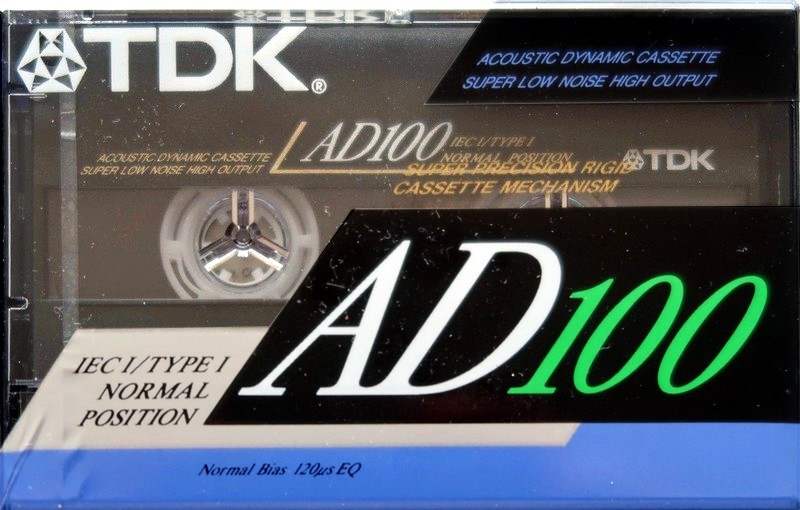 TDK®
ACOUSTIC DYNAMIC CASSETTE
SUPER LOW NOISE HIGH OUTPUT
ACOUSTIC DYNAMIC CASSETTE
SUPER LOW NOISE HIGH OUTPUT
AD100
IEC I/TYPE I
NORMAL POSITION
TDK
SUPER PRECISION RIGID
CASSETTE MECHANISM
AD100
IEC I/TYPE I
NORMAL
POSITION
Normal Bias 120µs EQ